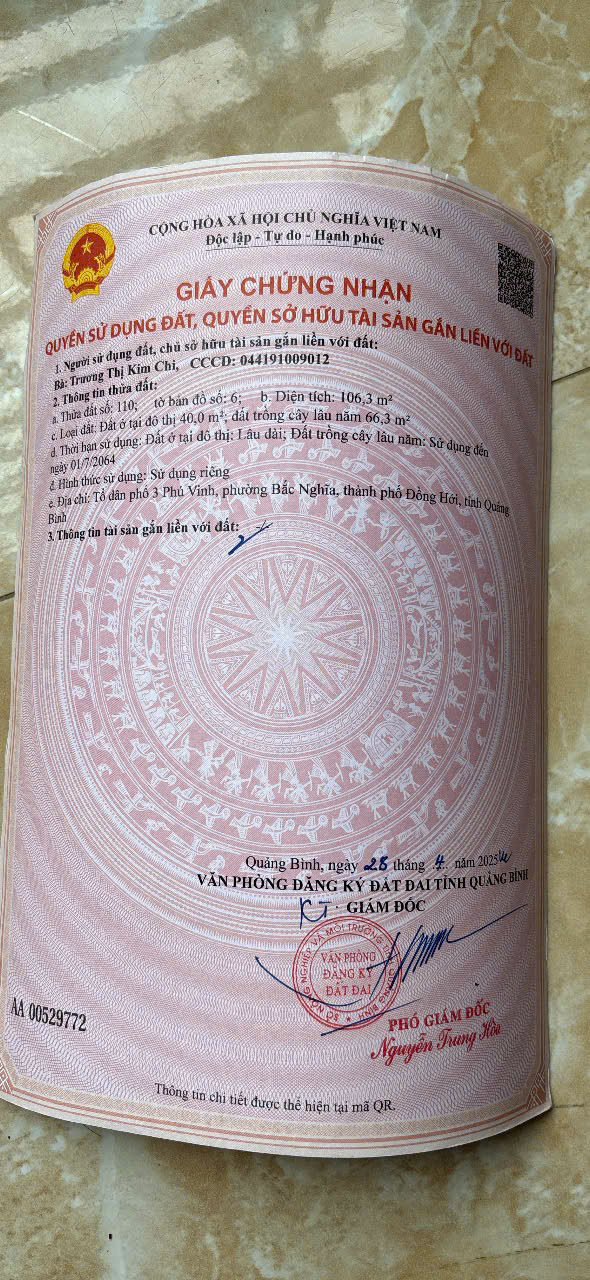 CỘNG HÒA XÃ HỘI CHỦ NGHĨA VIỆT NAM
Độc lập - Tự do - Hạnh phúc
GIẤY CHỨNG NHẬN
QUYỀN SỬ DỤNG ĐẤT, QUYỀN SỞ HỮU TÀI SẢN GẮN LIỀN VỚI ĐẤT
1. Người sử dụng đất, chủ sở hữu tài sản gắn liền với đất:
Bà: Trương Thị Kim Chi, CCCD: 044191009012
2. Thông tin thửa đất:
a. Thửa đất số: 110; tờ bản đồ số: 6; b. Diện tích: 106,3 m²
c. Loại đất: Đất ở tại đô thị 40,0 m²; đất trồng cây lâu năm 66,3 m²
d. Thời hạn sử dụng: Đất ở tại đô thị: Lâu dài; Đất trồng cây lâu năm: Sử dụng đến
ngày 01/7/2064
đ. Hình thức sử dụng: Sử dụng riêng
e. Địa chỉ: Tổ dân phố 3 Phú Vinh, phường Bắc Nghĩa, thành phố Đồng Hới, tỉnh Quảng
Bình
3. Thông tin tài sản gắn liền với đất:
Quảng Bình, ngày 28 tháng 4 năm 2025
VĂN PHÒNG ĐĂNG KÝ ĐẤT ĐAI TỈNH QUẢNG BÌNH
KT. GIÁM ĐỐC
VĂN PHÒNG
ĐĂNG KÝ
ĐẤT ĐAI
PHÓ GIÁM ĐỐC
Nguyễn Trung Hòa
AA 00529772
Thông tin chi tiết được thể hiện tại mã QR.